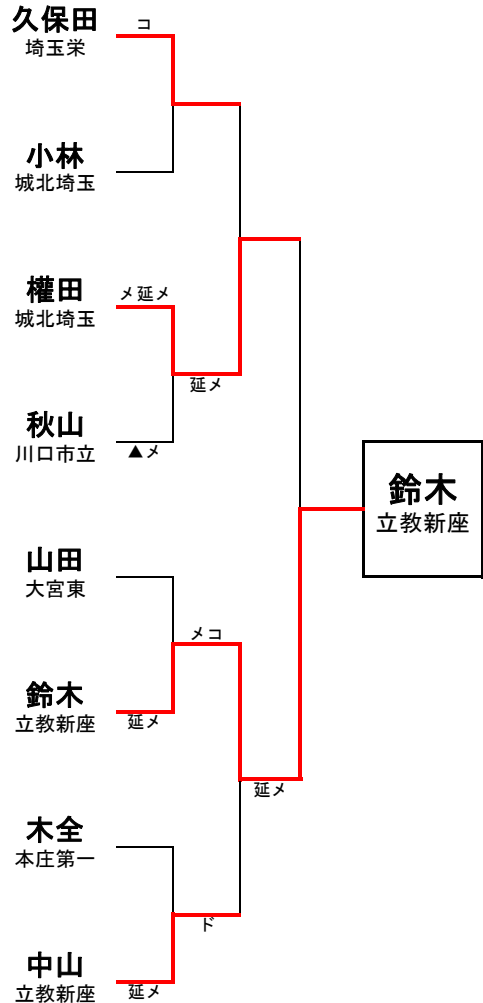 久保田
埼玉栄
コ
小林
城北埼玉
權田
城北埼玉
メ延メ
延メ
秋山
川口市立
▲メ
鈴木
立教新座
山田
大宮東
メコ
鈴木
立教新座
延メ
延メ
木全
本庄第一
ド
中山
立教新座
延メ